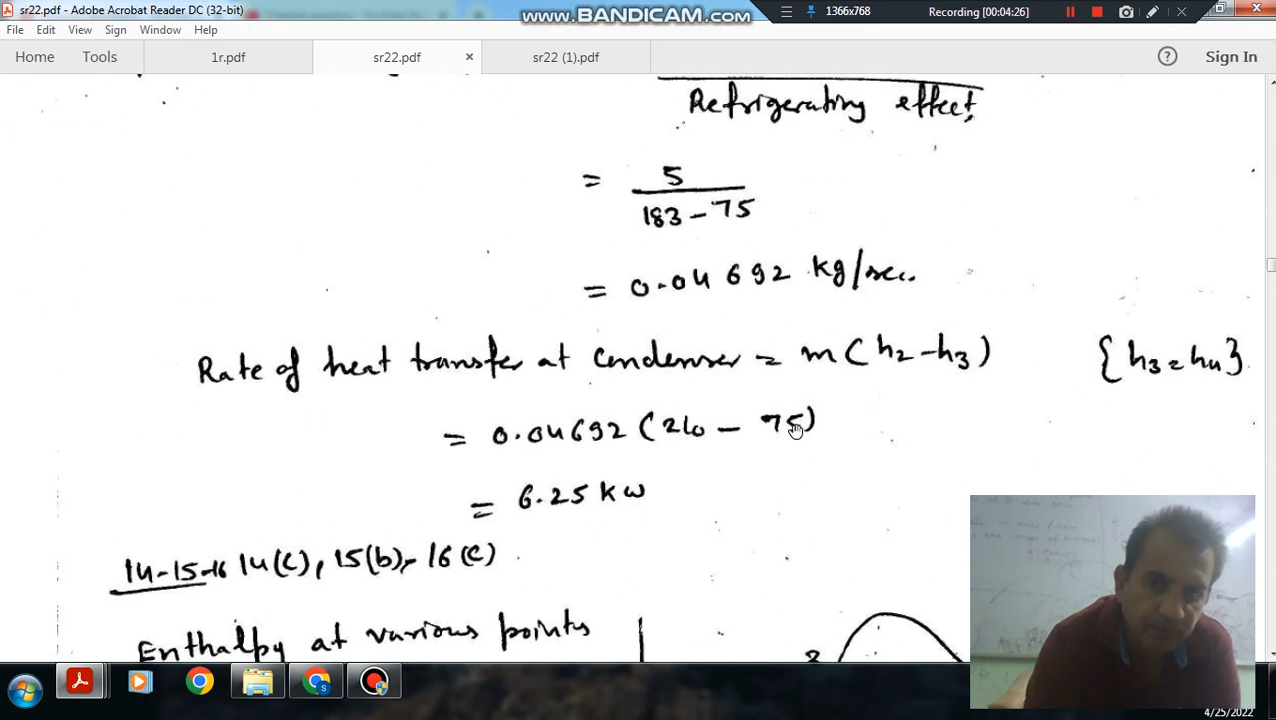 sr22.pdf - Adobe Acrobat Reader DC (32-bit)
www.BANDICAM.com
1366x768
Recording [00:04:26]
File Edit View Sign Window Help
Home Tools 1r.pdf sr22.pdf × sr22 (1).pdf ? Sign In
Refrigerating effect.
= 5
183-75
= 0.04692 kg/sec.
Rate of heat transfer at condenser = m(h2-h3) {h3=h4}
= 0.04692 (210 - 75)
= 6.25 kw
14-15-16 14(c), 15(b), 16(c)
Enthalpy at various points
2
4/25/2022